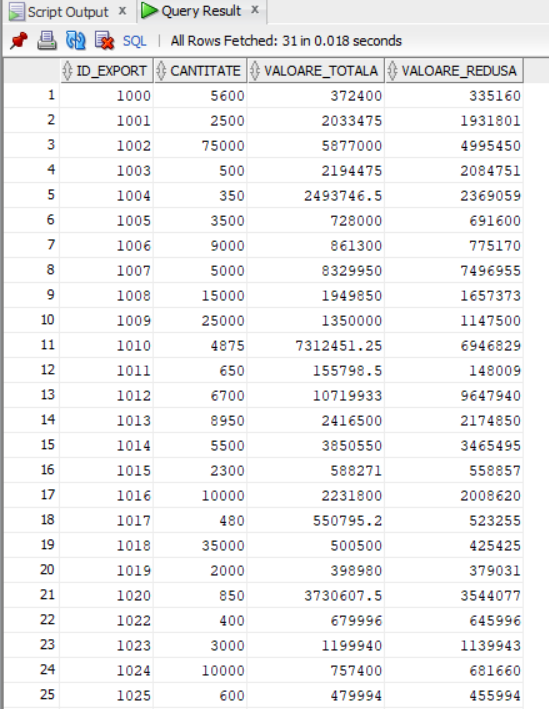 Script Output x Query Result x
SQL | All Rows Fetched: 31 in 0.018 seconds
ID_EXPORT CANTITATE VALOARE_TOTALA VALOARE_REDUSA
1 1000 5600 372400 335160
2 1001 2500 2033475 1931801
3 1002 75000 5877000 4995450
4 1003 500 2194475 2084751
5 1004 350 2493746.5 2369059
6 1005 3500 728000 691600
7 1006 9000 861300 775170
8 1007 5000 8329950 7496955
9 1008 15000 1949850 1657373
10 1009 25000 1350000 1147500
11 1010 4875 7312451.25 6946829
12 1011 650 155798.5 148009
13 1012 6700 10719933 9647940
14 1013 8950 2416500 2174850
15 1014 5500 3850550 3465495
16 1015 2300 588271 558857
17 1016 10000 2231800 2008620
18 1017 480 550795.2 523255
19 1018 35000 500500 425425
20 1019 2000 398980 379031
21 1020 850 3730607.5 3544077
22 1022 400 679996 645996
23 1023 3000 1199940 1139943
24 1024 10000 757400 681660
25 1025 600 479994 455994